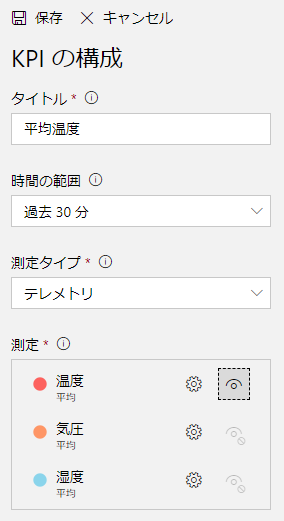 保存 キャンセル
KPI の構成
タイトル *
平均温度
時間の範囲
過去 30 分
測定タイプ *
テレメトリ
測定 *
温度
平均
気圧
平均
湿度
平均